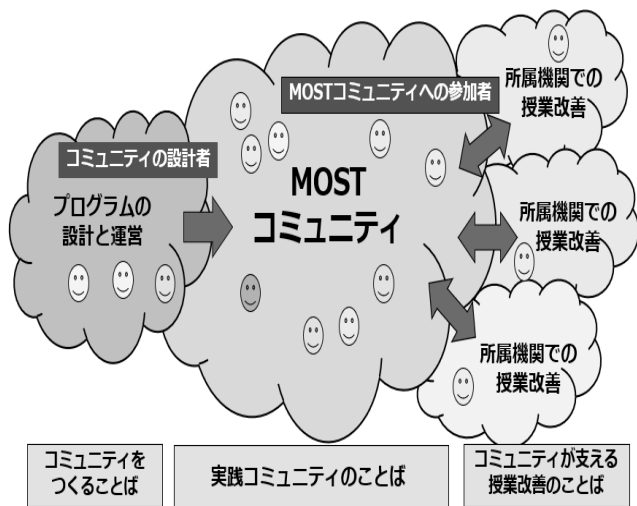 所属機関での
授業改善
MOSTコミュニティへの参加者
コミュニティの設計者
プログラムの
設計と運営
MOST
コミュニティ
所属機関での
授業改善
所属機関での
授業改善
コミュニティを
つくることば
実践コミュニティのことば
コミュニティが支える
授業改善のことば